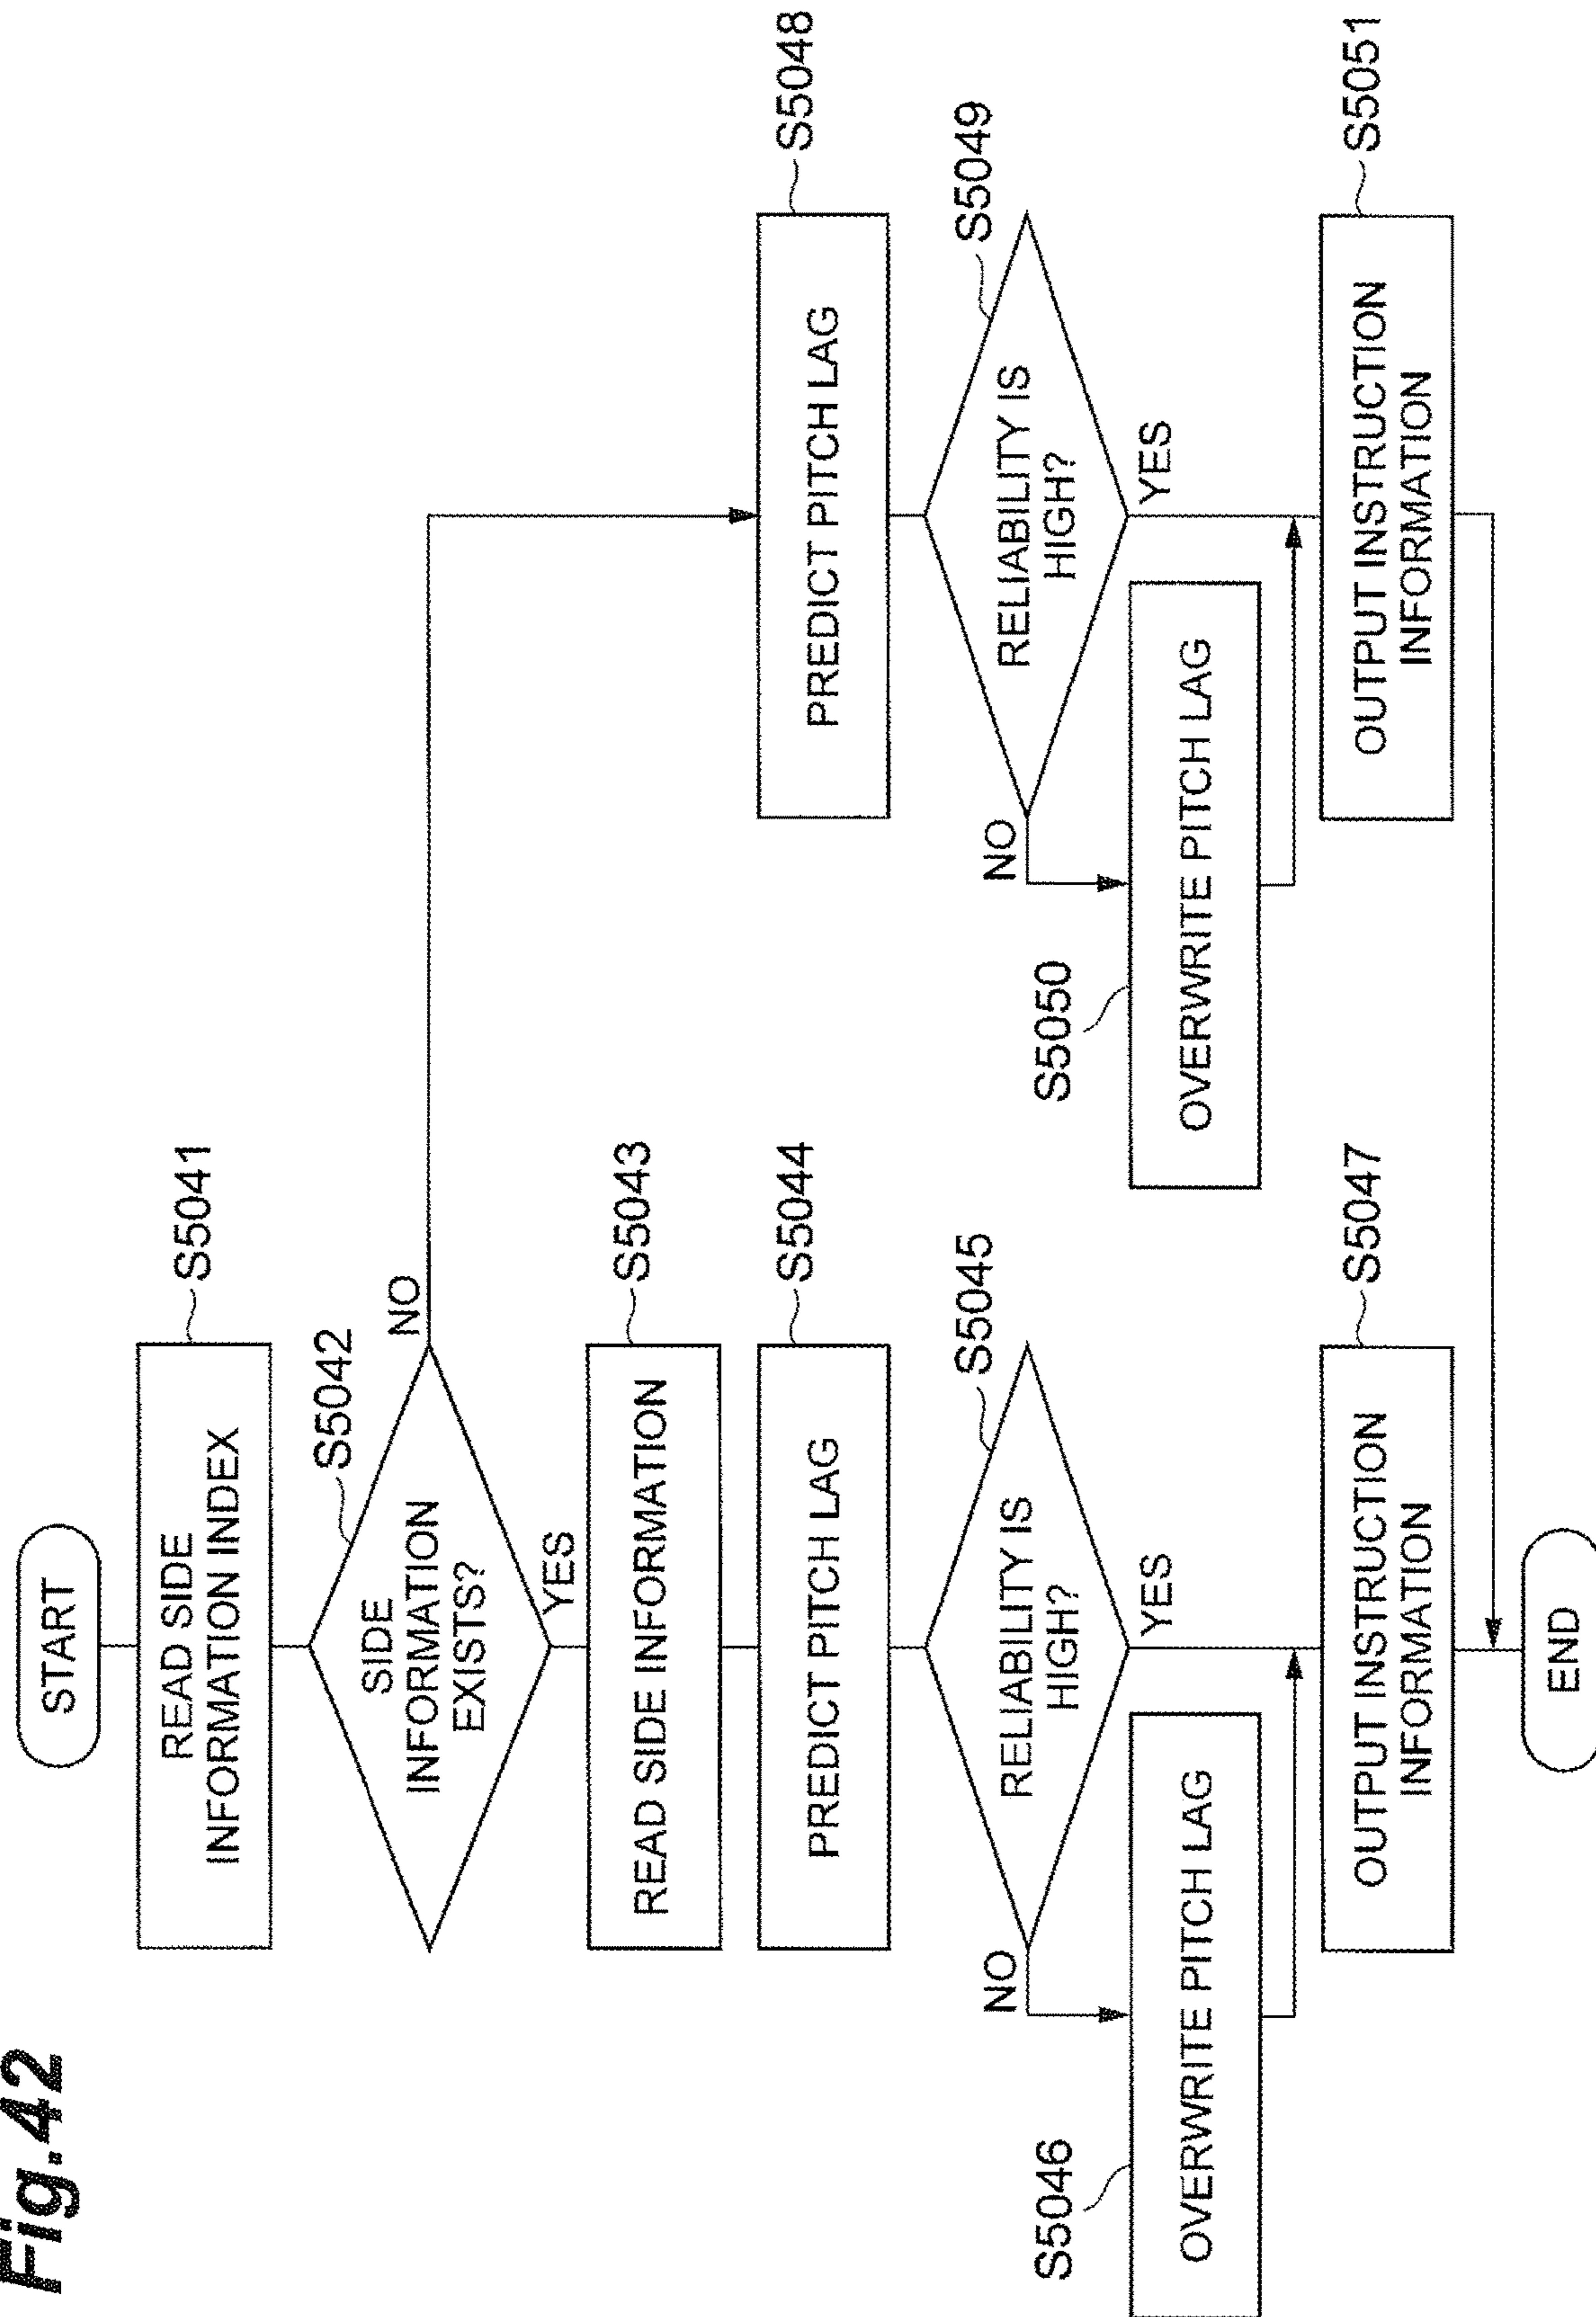 Fig.42
START
READ SIDE
INFORMATION INDEX
S5041
SIDE
INFORMATION
EXISTS?
S5042
NO
YES
READ SIDE INFORMATION
S5043
PREDICT PITCH LAG
S5044
RELIABILITY IS
HIGH?
S5045
NO
YES
S5046
OVERWRITE PITCH LAG
OUTPUT INSTRUCTION
INFORMATION
S5047
PREDICT PITCH LAG
S5048
RELIABILITY IS
HIGH?
S5049
NO
YES
S5050
OVERWRITE PITCH LAG
OUTPUT INSTRUCTION
INFORMATION
S5051
END